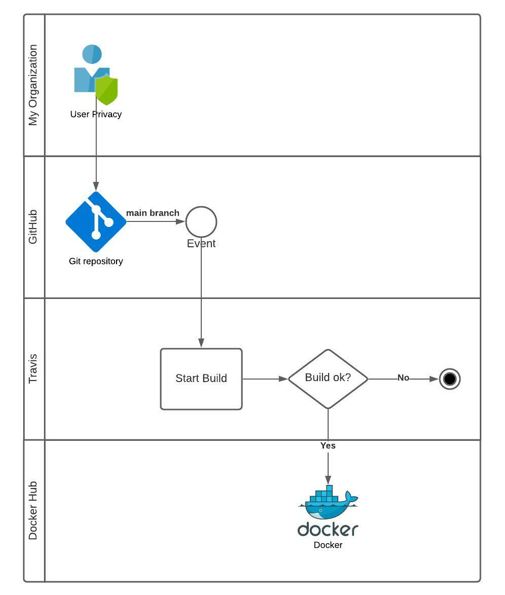 My Organization
User Privacy
GitHub
main branch
Event
Git repository
Travis
Start Build
Build ok?
No
Yes
Docker Hub
docker
Docker